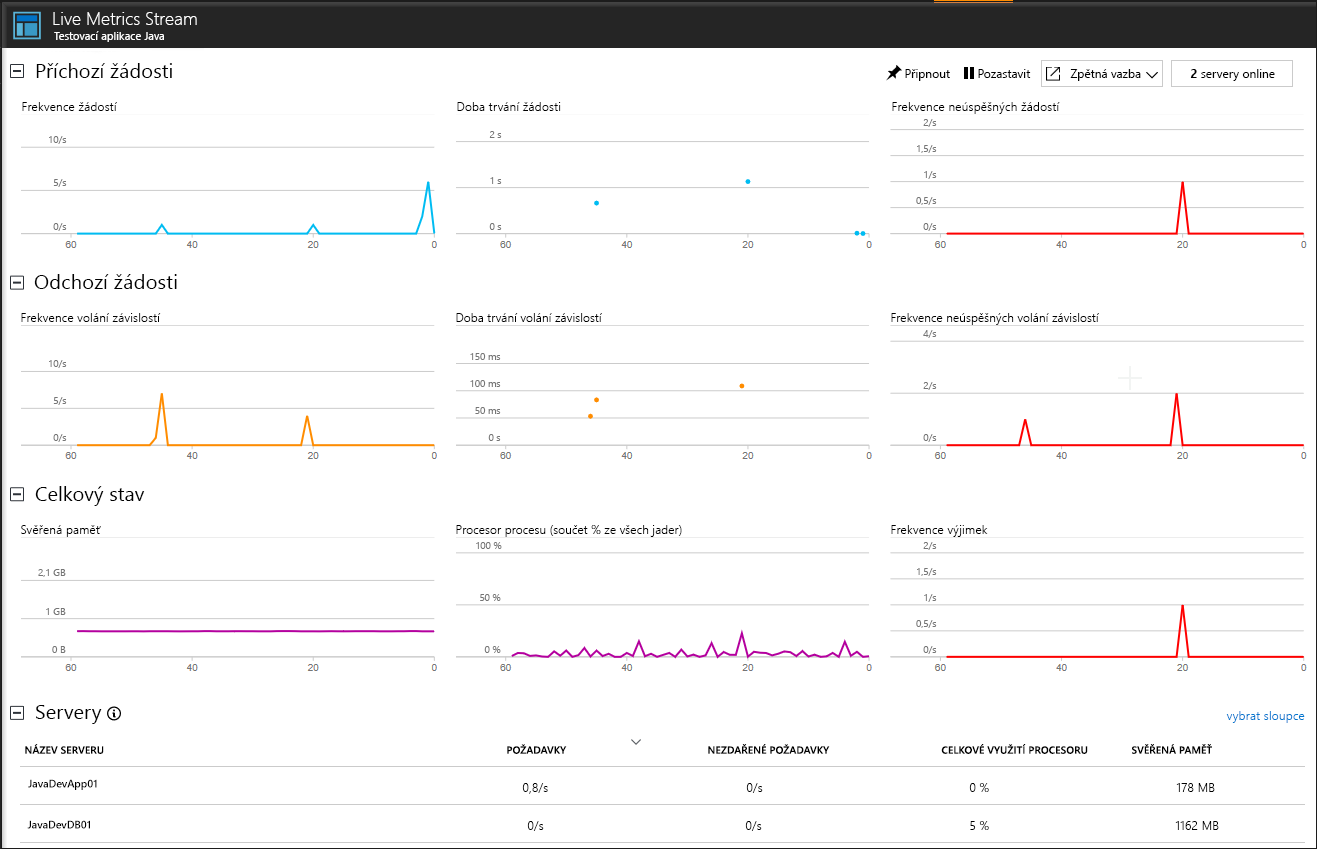 Live Metrics Stream
Testovací aplikace Java
Příchozí žádosti
Připnout
Pozastavit
Zpětná vazba
2 servery online
Frekvence žádostí
10/s
5/s
0/s
60 40 20 0
Doba trvání žádosti
2 s
1 s
0 s
60 40 20 0
Frekvence neúspěšných žádostí
2/s
1,5/s
1/s
0,5/s
0/s
60 40 20 0
Odchozí žádosti
Frekvence volání závislostí
10/s
5/s
0/s
60 40 20 0
Doba trvání volání závislostí
150 ms
100 ms
50 ms
0 s
60 40 20 0
Frekvence neúspěšných volání závislostí
4/s
2/s
0/s
60 40 20 0
Celkový stav
Svěřená paměť
2,1 GB
1 GB
0 B
60 40 20 0
Procesor procesu (součet % ze všech jader)
100 %
50 %
0 %
60 40 20 0
Frekvence výjimek
2/s
1,5/s
1/s
0,5/s
0/s
60 40 20 0
Servery
vybrat sloupce
NÁZEV SERVERU POŽADAVKY NEZDAŘENÉ POŽADAVKY CELKOVÉ VYUŽITÍ PROCESORU SVĚŘENÁ PAMĚŤ
JavaDevApp01 0,8/s 0/s 0 % 178 MB
JavaDevDB01 0/s 0/s 5 % 1162 MB